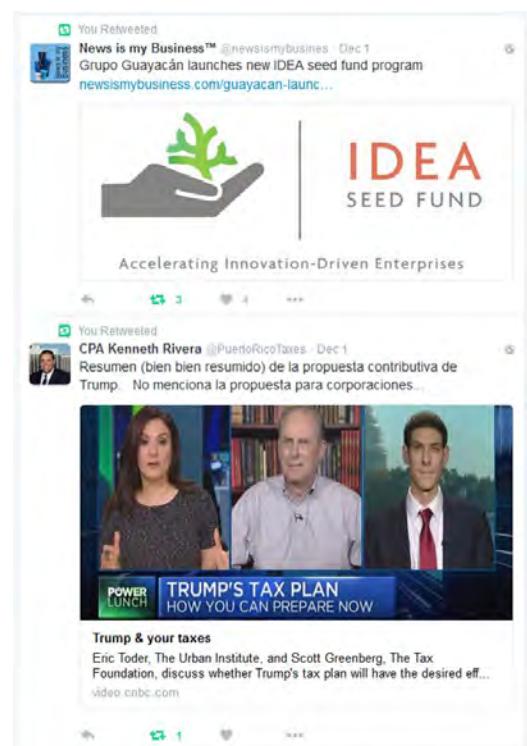 You Retweeted
News is my Business™ @newsismybusines · Dec 1
Grupo Guayacán launches new IDEA seed fund program
newsismybusiness.com/guayacan-launc...
IDEA
SEED FUND
Accelerating Innovation-Driven Enterprises
3 4
You Retweeted
CPA Kenneth Rivera @PuertoRicoTaxes · Dec 1
Resumen (bien bien resumido) de la propuesta contributiva de
Trump. No menciona la propuesta para corporaciones...
POWER
LUNCH
TRUMP'S TAX PLAN
HOW YOU CAN PREPARE NOW
Trump & your taxes
Eric Toder, The Urban Institute, and Scott Greenberg, The Tax
Foundation, discuss whether Trump's tax plan will have the desired eff...
video.cnbc.com
1